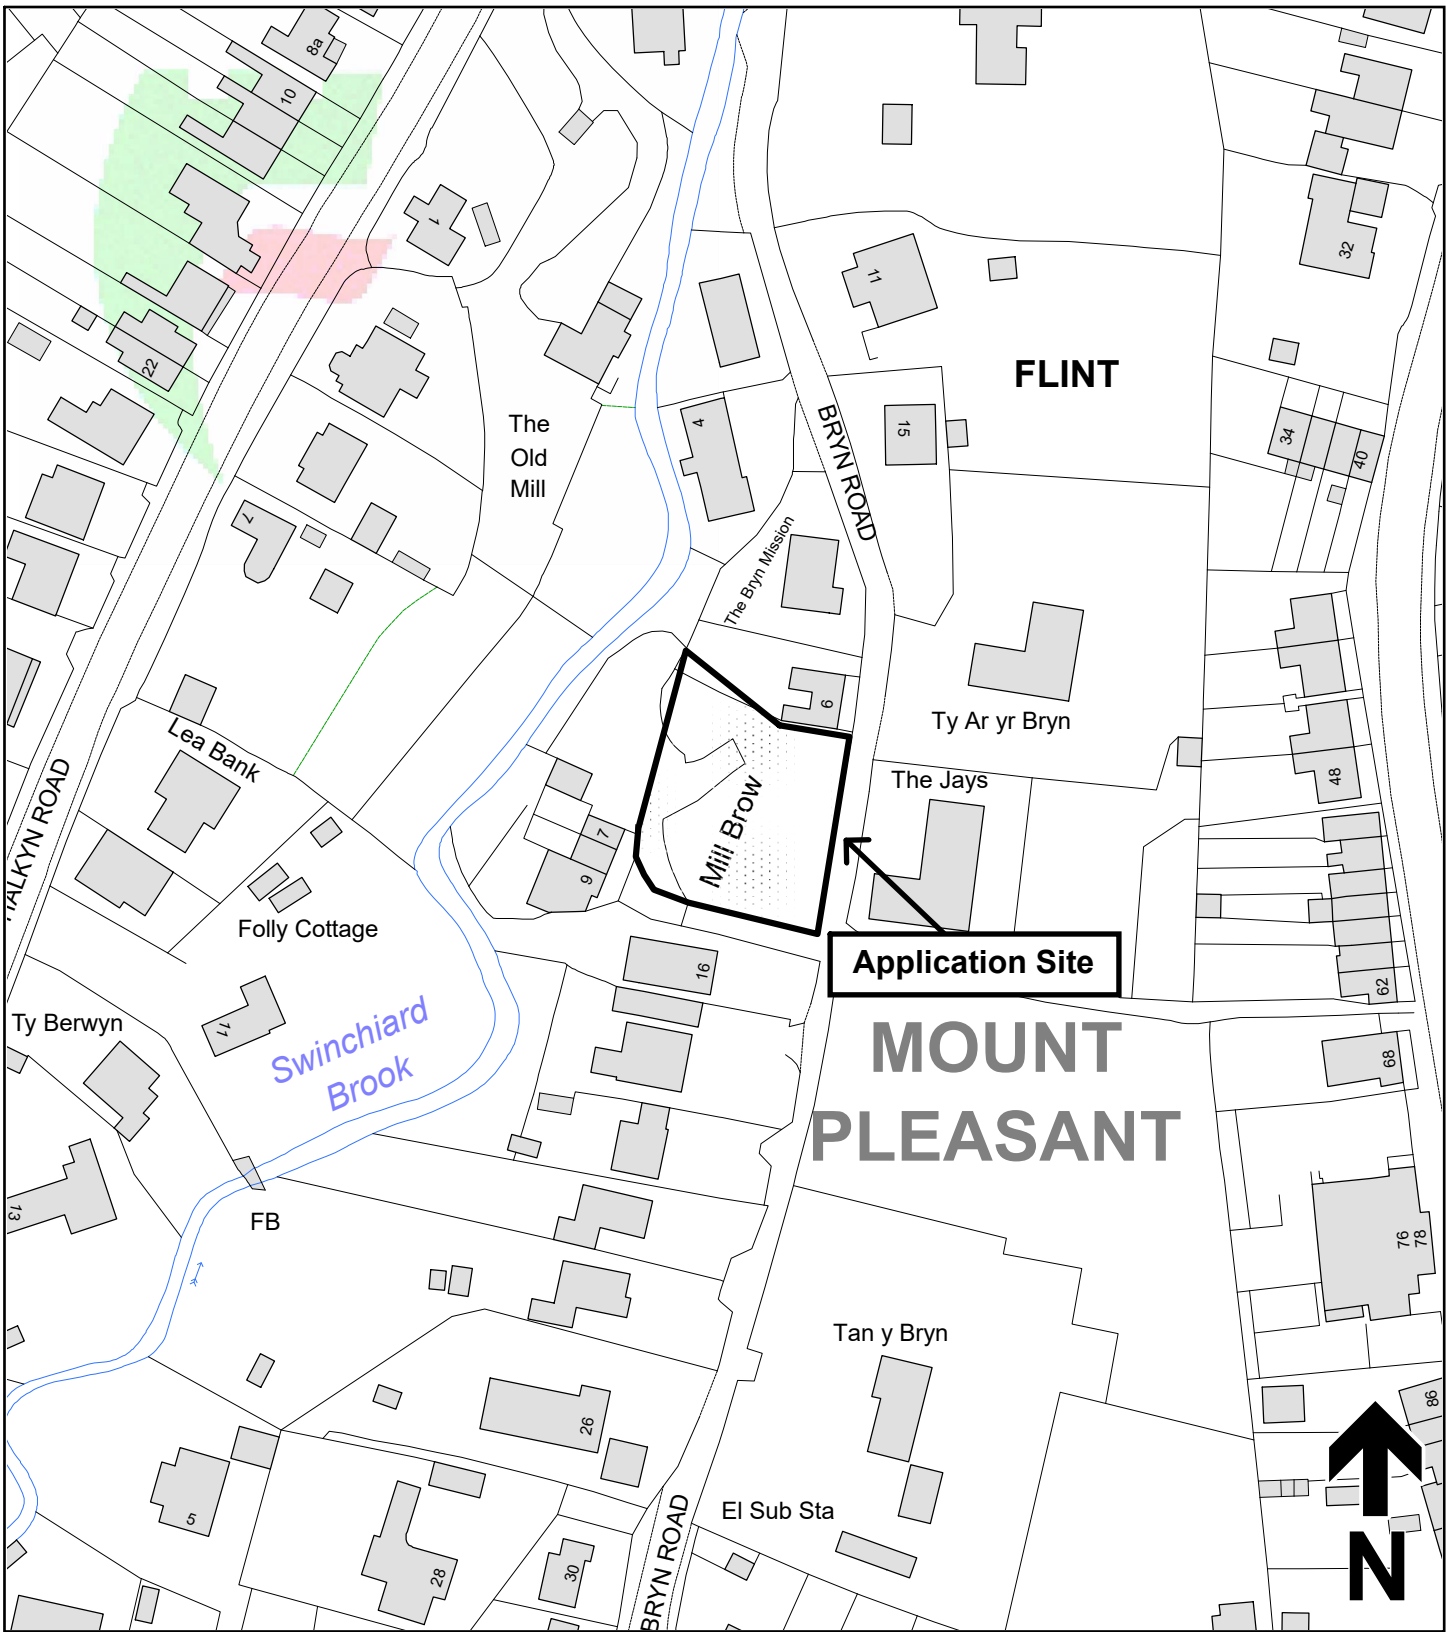 8a
10
1
32
11
FLINT
22
The
Old
Mill
4
BRYN ROAD
15
34
40
7
The Bryn Mission
6
Ty Ar yr Bryn
Lea Bank
The Jays
48
HALKYN ROAD
Mill Brow
7
9
Folly Cottage
Application Site
16
62
Ty Berwyn
11
Swinchiard
Brook
MOUNT
PLEASANT
68
13
FB
76
78
Tan y Bryn
86
26
5
El Sub Sta
28
30
BRYN ROAD
N